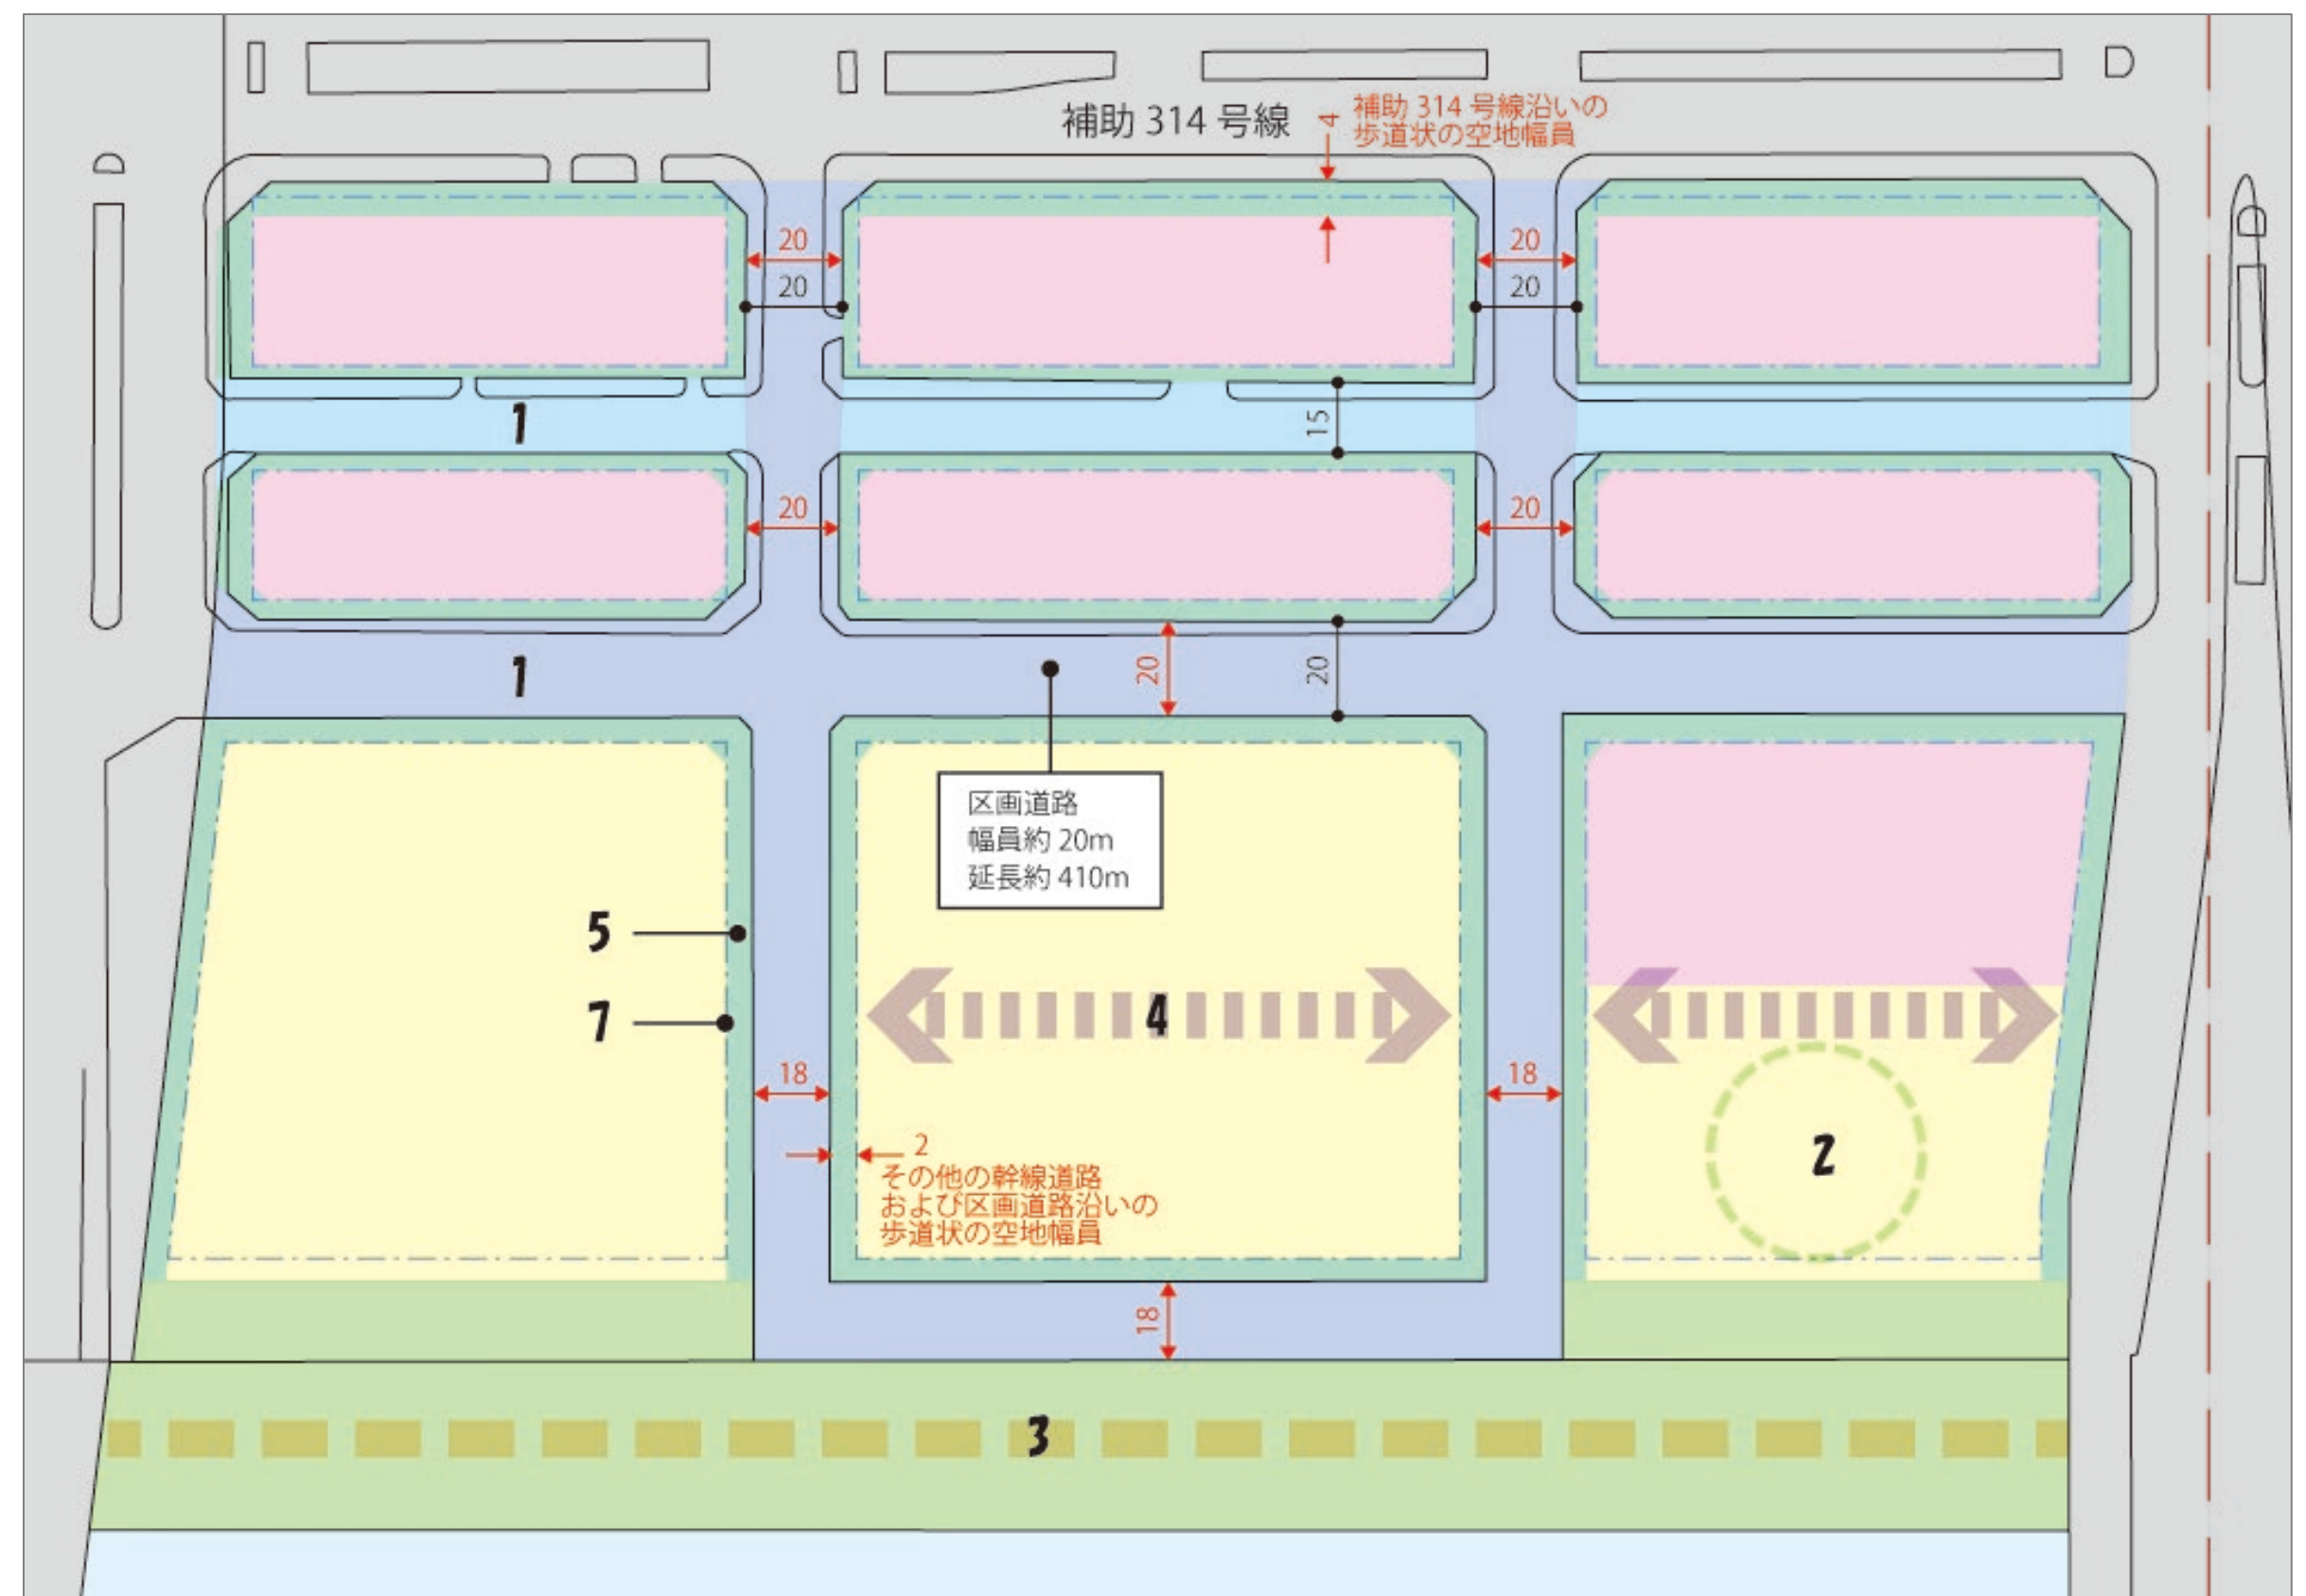 補助 314 号線
4
補助 314 号線沿いの
歩道状の空地幅員
20
20
20
20
1
15
20
20
1
20
20
区画道路
幅員約 20m
延長約 410m
5
7
4
18
18
2
2
その他の幹線道路
および区画道路沿いの
歩道状の空地幅員
18
3